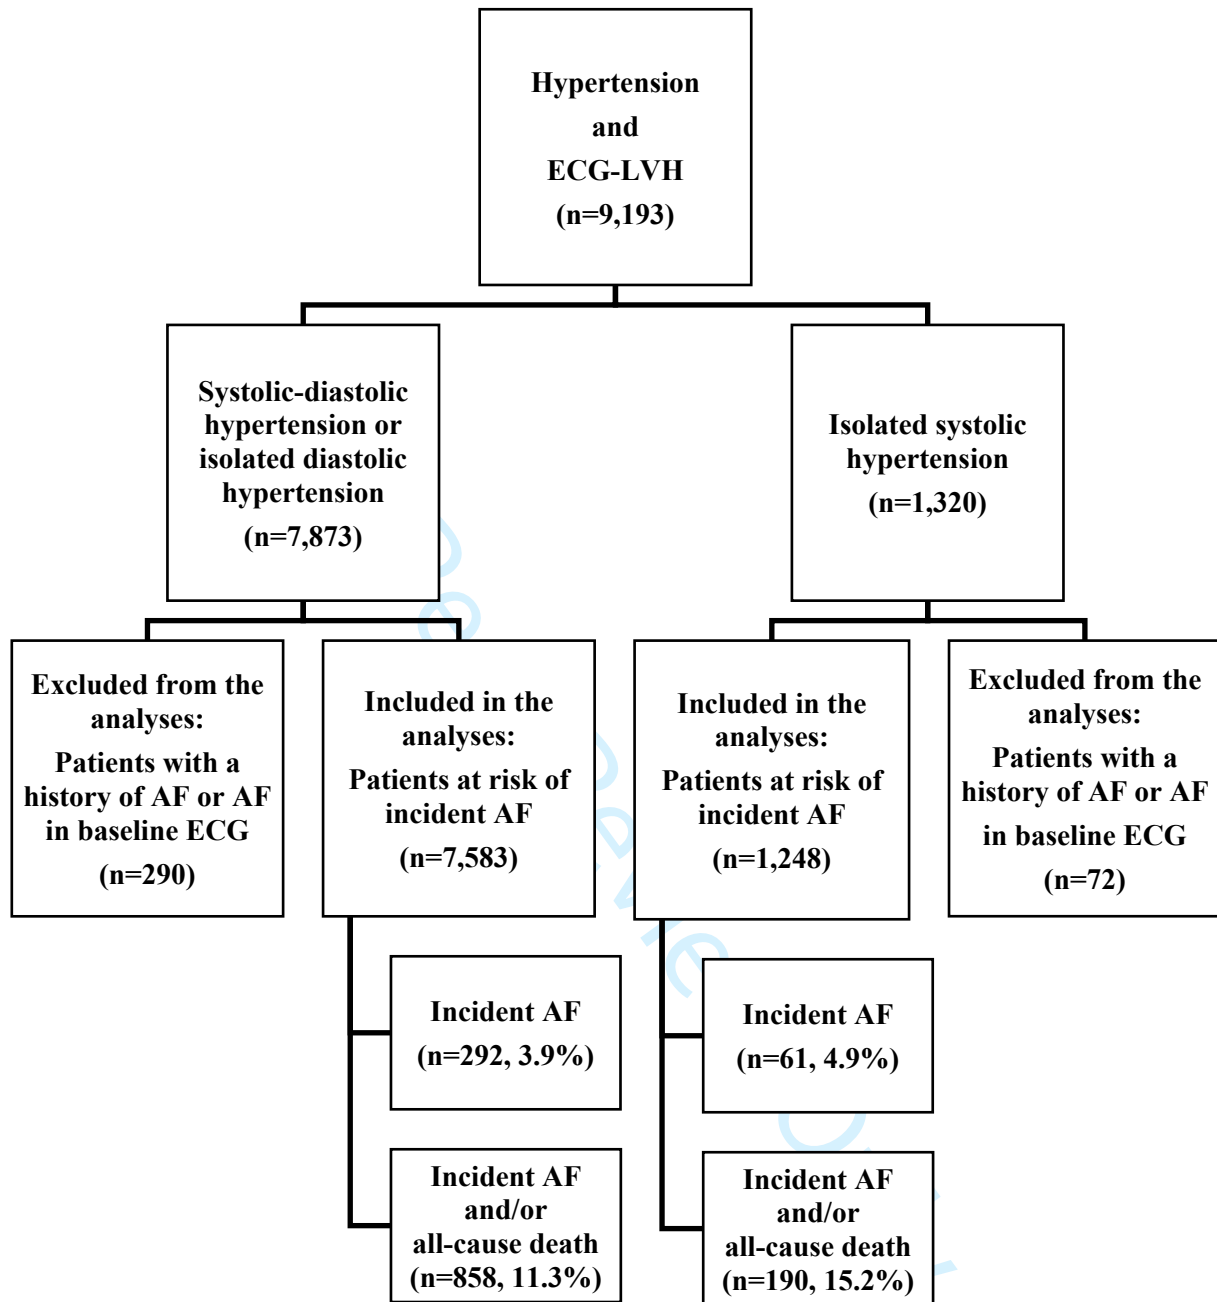 Hypertension
and
ECG-LVH
(n=9,193)
Systolic-diastolic
hypertension or
isolated diastolic
hypertension
(n=7,873)
Isolated systolic
hypertension
(n=1,320)
Excluded from the
analyses:
Patients with a
history of AF or AF
in baseline ECG
(n=290)
Included in the
analyses:
Patients at risk of
incident AF
(n=7,583)
Included in the
analyses:
Patients at risk of
incident AF
(n=1,248)
Excluded from the
analyses:
Patients with a
history of AF or AF
in baseline ECG
(n=72)
Incident AF
(n=292, 3.9%)
Incident AF
(n=61, 4.9%)
Incident AF
and/or
all-cause death
(n=858, 11.3%)
Incident AF
and/or
all-cause death
(n=190, 15.2%)